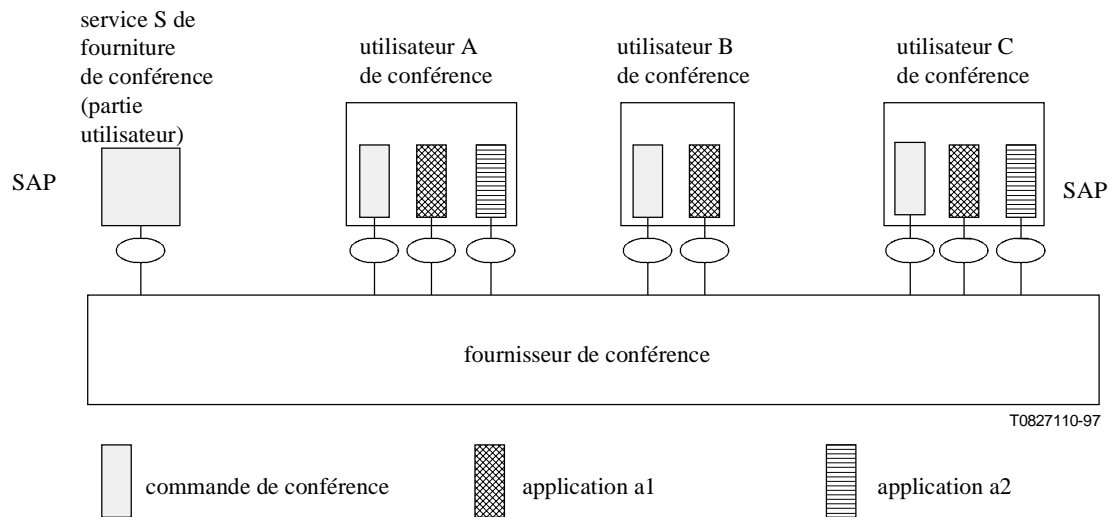 service S de
fourniture
de conférence
(partie
utilisateur)
utilisateur A
de conférence
utilisateur B
de conférence
utilisateur C
de conférence
SAP
SAP
fournisseur de conférence
T0827110-97
commande de conférence
application a1
application a2